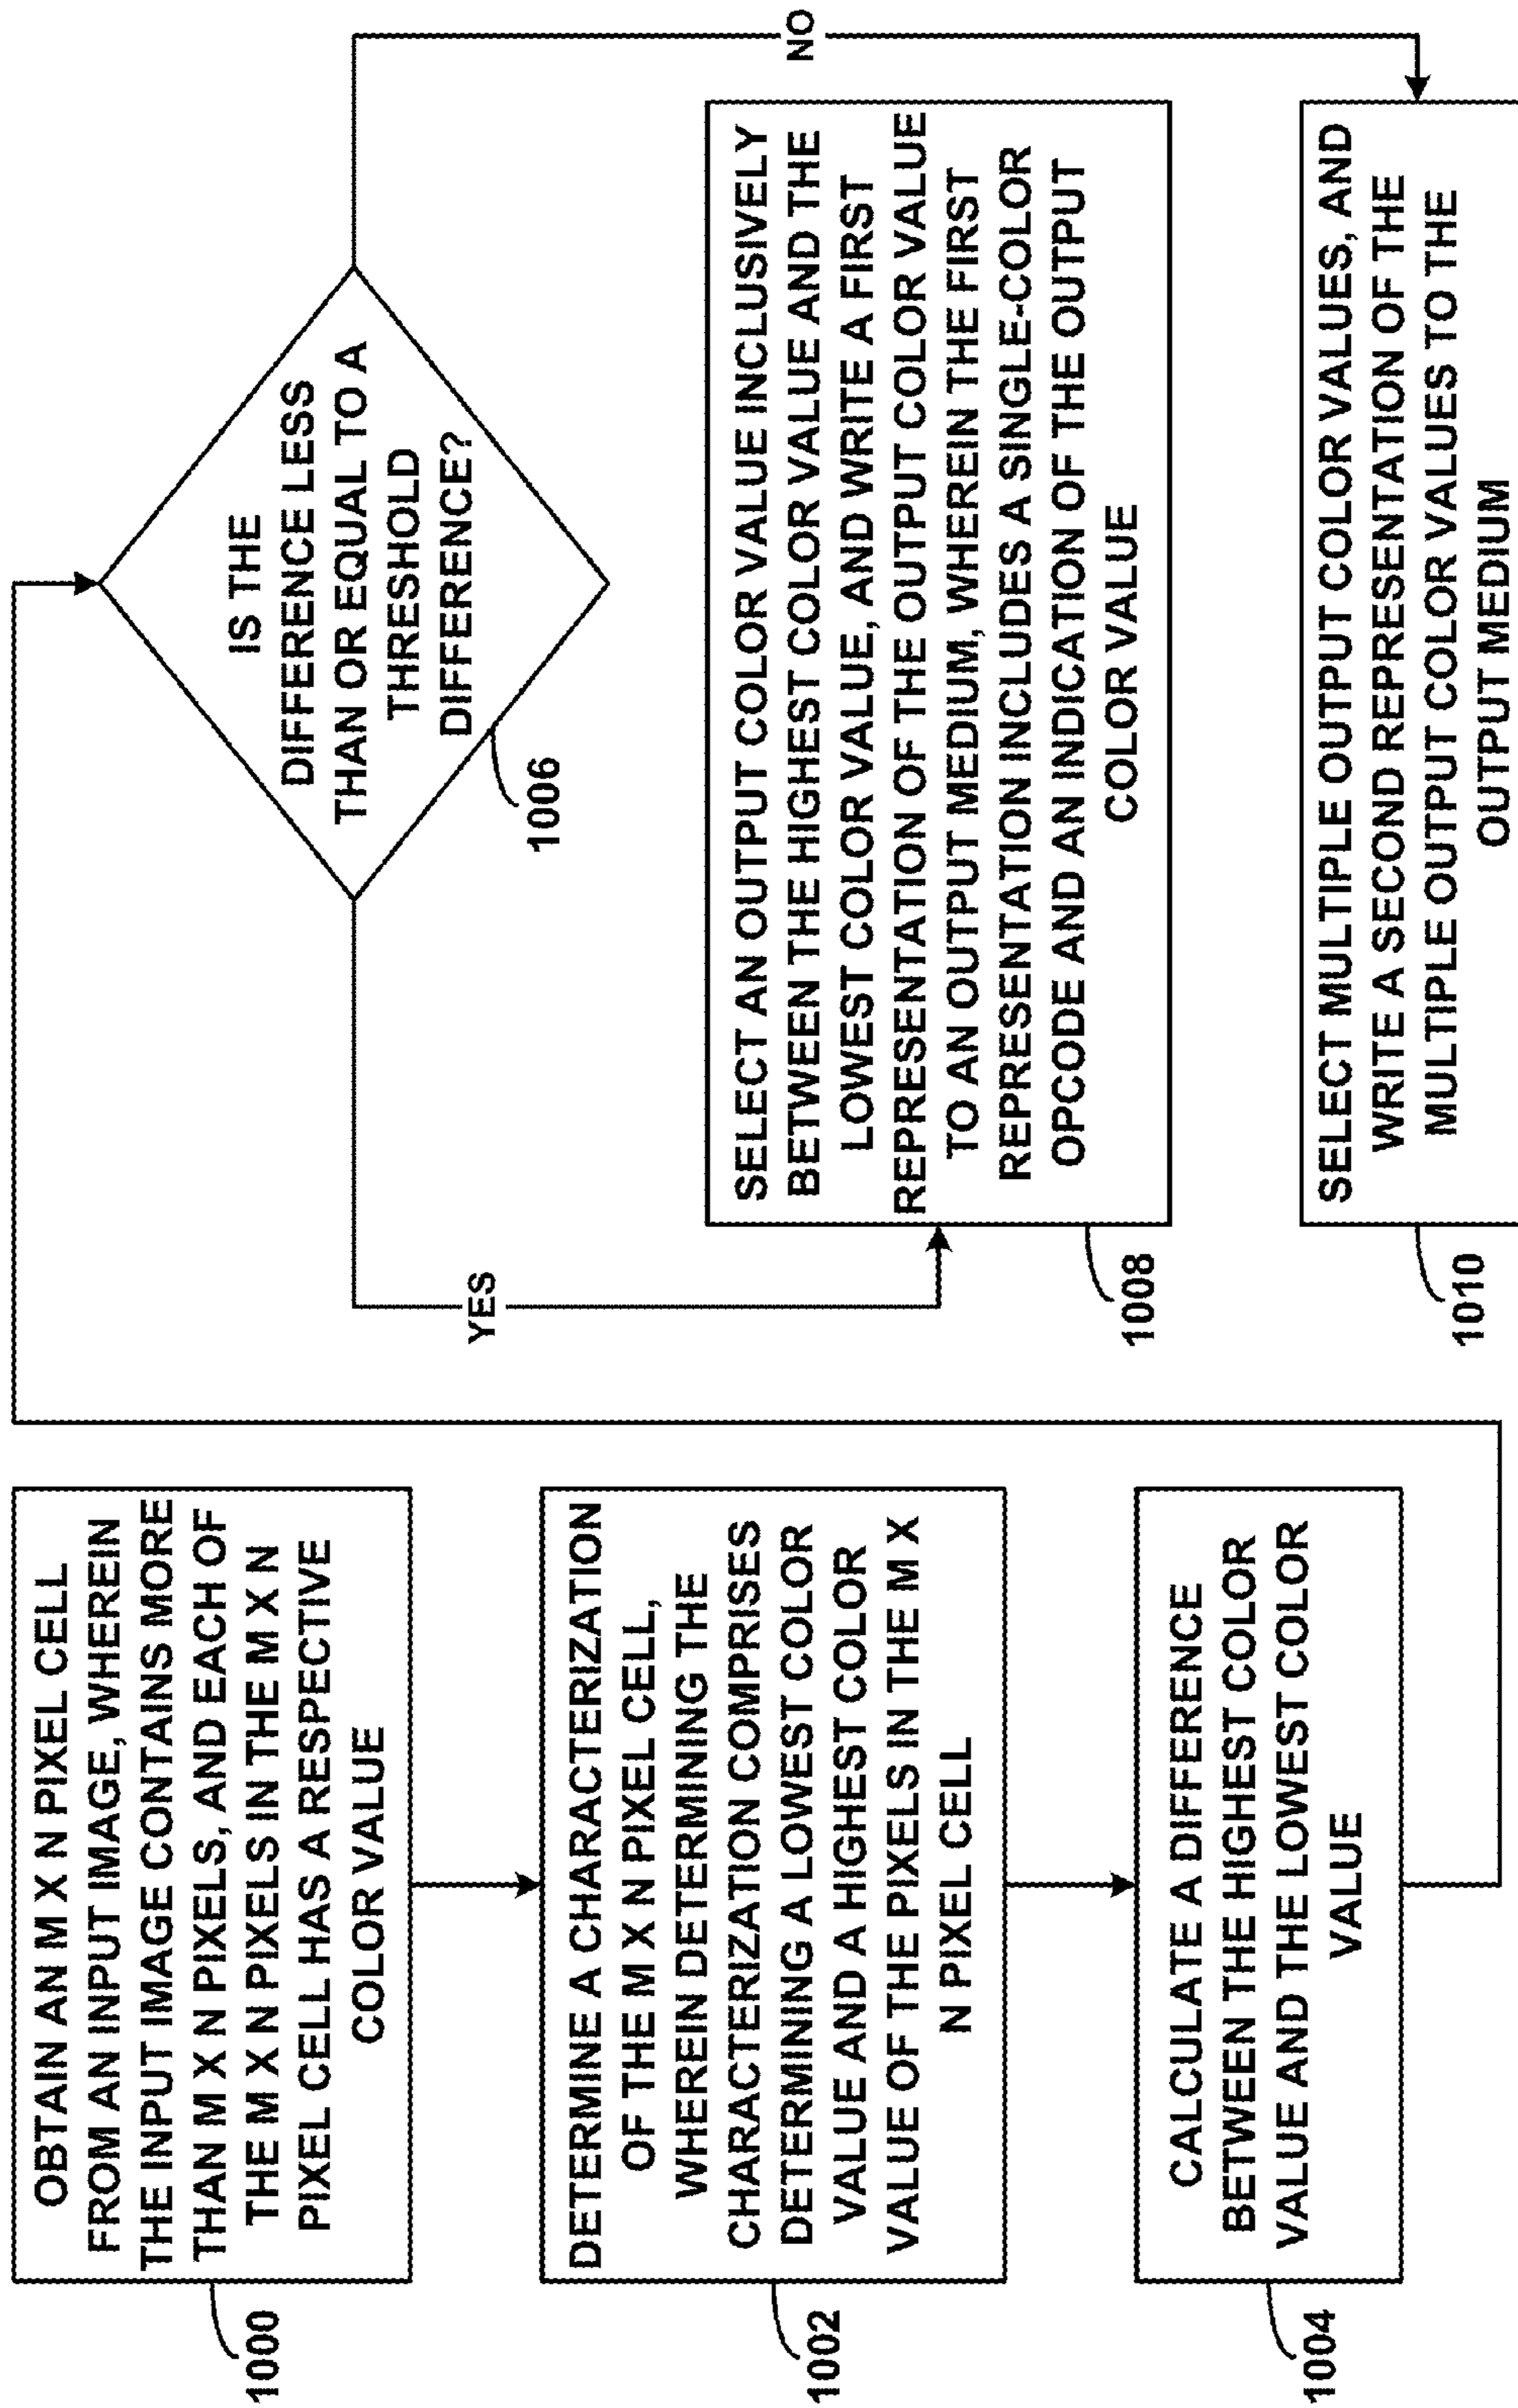 OBTAIN AN M X N PIXEL CELL
FROM AN INPUT IMAGE, WHEREIN
THE INPUT IMAGE CONTAINS MORE
THAN M X N PIXELS, AND EACH OF
THE M X N PIXELS IN THE M X N
PIXEL CELL HAS A RESPECTIVE
COLOR VALUE
1000
DETERMINE A CHARACTERIZATION
OF THE M X N PIXEL CELL,
WHEREIN DETERMINING THE
CHARACTERIZATION COMPRISES
DETERMINING A LOWEST COLOR
VALUE AND A HIGHEST COLOR
VALUE OF THE PIXELS IN THE M X
N PIXEL CELL
1002
CALCULATE A DIFFERENCE
BETWEEN THE HIGHEST COLOR
VALUE AND THE LOWEST COLOR
VALUE
1004
IS THE
DIFFERENCE LESS
THAN OR EQUAL TO A
THRESHOLD
DIFFERENCE?
1006
YES
NO
SELECT AN OUTPUT COLOR VALUE INCLUSIVELY
BETWEEN THE HIGHEST COLOR VALUE AND THE
LOWEST COLOR VALUE, AND WRITE A FIRST
REPRESENTATION OF THE OUTPUT COLOR VALUE
TO AN OUTPUT MEDIUM, WHEREIN THE FIRST
REPRESENTATION INCLUDES A SINGLE-COLOR
OPCODE AND AN INDICATION OF THE OUTPUT
COLOR VALUE
1008
SELECT MULTIPLE OUTPUT COLOR VALUES, AND
WRITE A SECOND REPRESENTATION OF THE
MULTIPLE OUTPUT COLOR VALUES TO THE
OUTPUT MEDIUM
1010